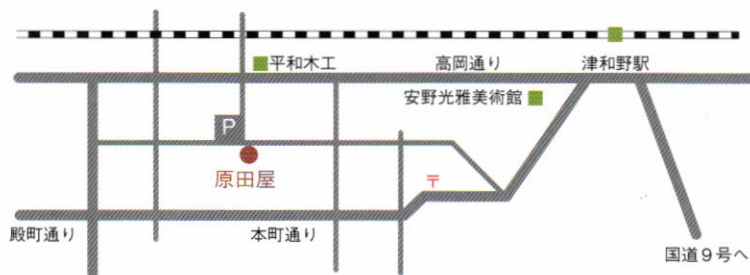 平和木工
高岡通り
津和野駅
安野光雅美術館
P
原田屋
〒
殿町通り
本町通り
国道9号へ